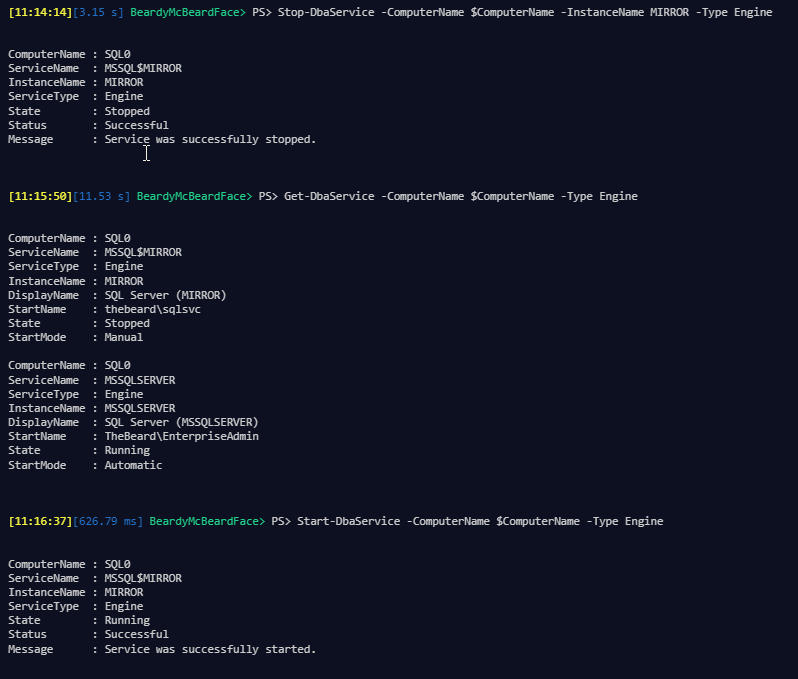 [11:14:14][3.15 s] BeardyMcBeardFace> PS> Stop-DbaService -ComputerName $ComputerName -InstanceName MIRROR -Type Engine
ComputerName : SQL0
ServiceName  : MSSQL$MIRROR
InstanceName : MIRROR
ServiceType  : Engine
State        : Stopped
Status       : Successful
Message      : Service was successfully stopped.
[11:15:50][11.53 s] BeardyMcBeardFace> PS> Get-DbaService -ComputerName $ComputerName -Type Engine
ComputerName : SQL0
ServiceName  : MSSQL$MIRROR
ServiceType  : Engine
InstanceName : MIRROR
DisplayName  : SQL Server (MIRROR)
StartName    : thebeard\sqlsvc
State        : Stopped
StartMode    : Manual
ComputerName : SQL0
ServiceName  : MSSQLSERVER
ServiceType  : Engine
InstanceName : MSSQLSERVER
DisplayName  : SQL Server (MSSQLSERVER)
StartName    : TheBeard\EnterpriseAdmin
State        : Running
StartMode    : Automatic
[11:16:37][626.79 ms] BeardyMcBeardFace> PS> Start-DbaService -ComputerName $ComputerName -Type Engine
ComputerName : SQL0
ServiceName  : MSSQL$MIRROR
InstanceName : MIRROR
ServiceType  : Engine
State        : Running
Status       : Successful
Message      : Service was successfully started.